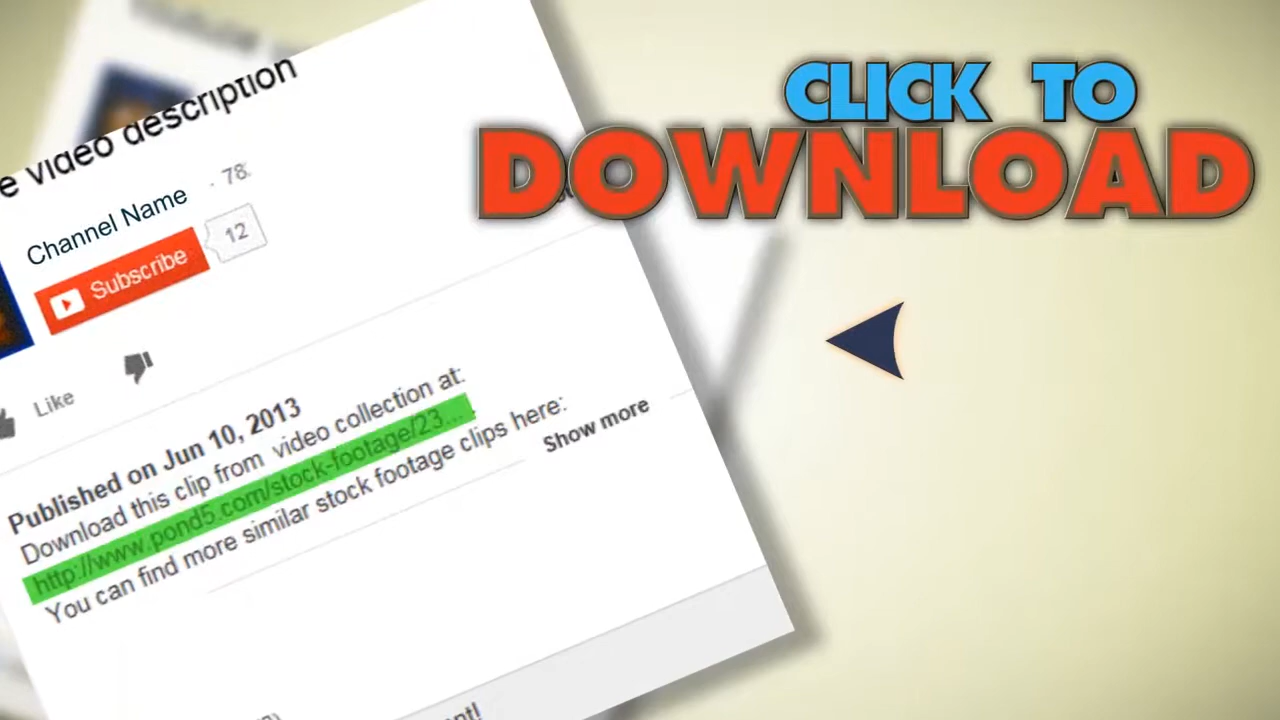 CLICK TO
DOWNLOAD
e video description
Channel Name
78
Subscribe
12
Like
Published on Jun 10, 2013
Download this clip from video collection at:
http://www.pond5.com/stock-footage/23...
You can find more similar stock footage clips here:
Show more